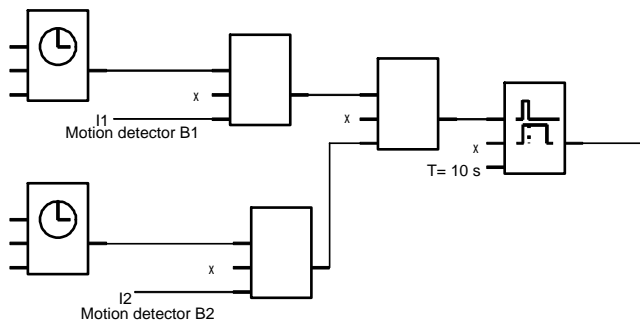 x
I1
Motion detector B1
x
x
T= 10 s
x
I2
Motion detector B2